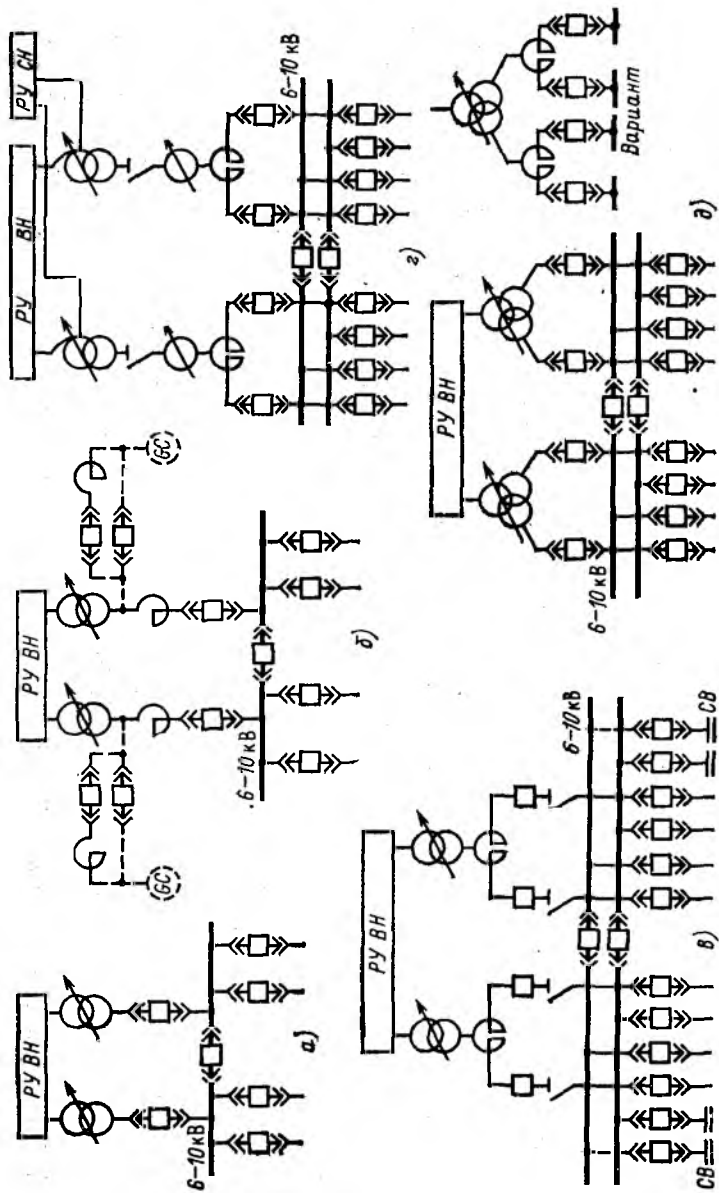 РУ ВН
6–10 кВ
а)
РУ ВН
GC
GC
6–10 кВ
б)
РУ ВН
6–10 кВ
СВ
СВ
в)
РУ ВН
РУ СН
6–10 кВ
г)
РУ ВН
6–10 кВ
Вариант
д)